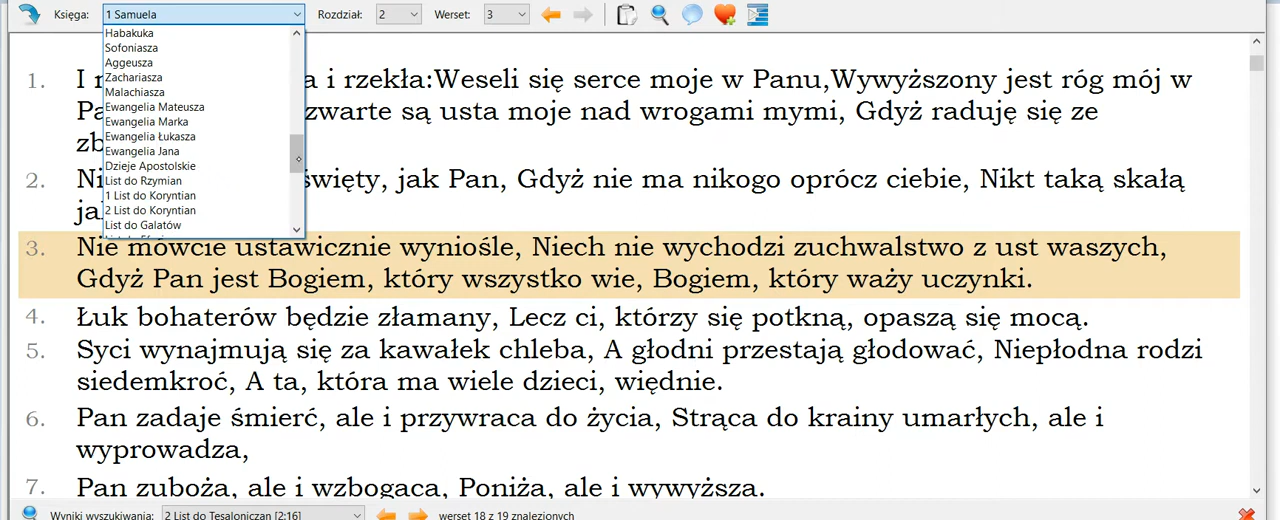 Księga: 1 Samuela Rozdział: 2 Werset: 3
Habakuka
Sofoniasza
Aggeusza
Zachariasza
Malachiasza
Ewangelia Mateusza
Ewangelia Marka
Ewangelia Łukasza
Ewangelia Jana
Dzieje Apostolskie
List do Rzymian
1 List do Koryntian
2 List do Koryntian
List do Galatów
1. I a i rzekła:Weseli się serce moje w Panu,Wywyższony jest róg mój w
Pa zwarte są usta moje nad wrogami mymi, Gdyż raduję się ze
zb
2. Ni święty, jak Pan, Gdyż nie ma nikogo oprócz ciebie, Nikt taką skałą
ja
3. Nie mówcie ustawicznie wyniośle, Niech nie wychodzi zuchwalstwo z ust waszych,
Gdyż Pan jest Bogiem, który wszystko wie, Bogiem, który waży uczynki.
4. Łuk bohaterów będzie złamany, Lecz ci, którzy się potkną, opaszą się mocą.
5. Syci wynajmują się za kawałek chleba, A głodni przestają głodować, Niepłodna rodzi
siedemkroć, A ta, która ma wiele dzieci, więdnie.
6. Pan zadaje śmierć, ale i przywraca do życia, Strąca do krainy umarłych, ale i
wyprowadza,
7. Pan zuboża, ale i wzbogaca, Poniża, ale i wywyższa.
Wyniki wyszukiwania: 2 List do Tesaloniczan [2:16] werset 18 z 19 znalezionych